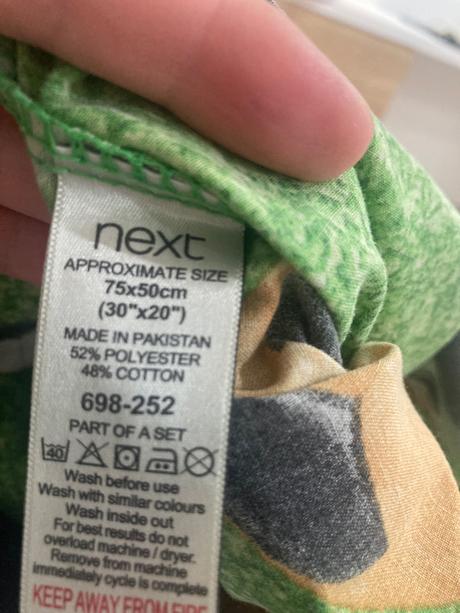 next
APPROXIMATE SIZE
75x50cm
(30"x20")
MADE IN PAKISTAN
52% POLYESTER
48% COTTON
698-252
PART OF A SET
40
Wash before use
Wash with similar colours
Wash inside out
For best results do not
overload machine / dryer.
Remove from machine
immediately cycle is complete
KEEP AWAY FROM FIRE